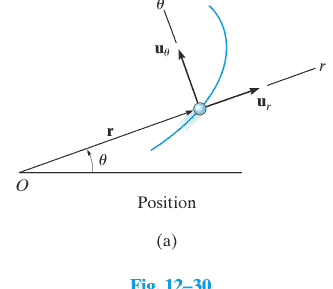 θ
u_θ
r
u_r
r
θ
O
Position
(a)
Fig. 12–30